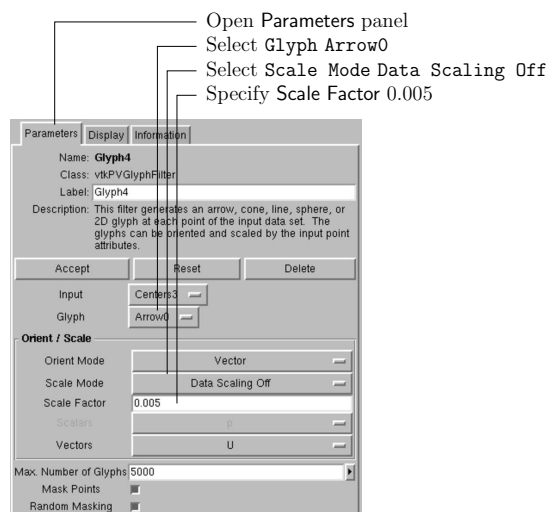 Open Parameters panel
Select Glyph Arrow0
Select Scale Mode Data Scaling Off
Specify Scale Factor 0.005
Parameters Display Information
Name: Glyph4
Class: vtkPVGlyphFilter
Label: Glyph4
Description: This filter generates an arrow, cone, line, sphere, or
2D glyph at each point of the input data set. The
glyphs can be oriented and scaled by the input point
attributes.
Accept Reset Delete
Input Centers3
Glyph Arrow0
Orient / Scale
Orient Mode Vector
Scale Mode Data Scaling Off
Scale Factor 0.005
Scalars p
Vectors U
Max. Number of Glyphs 5000
Mask Points
Random Masking